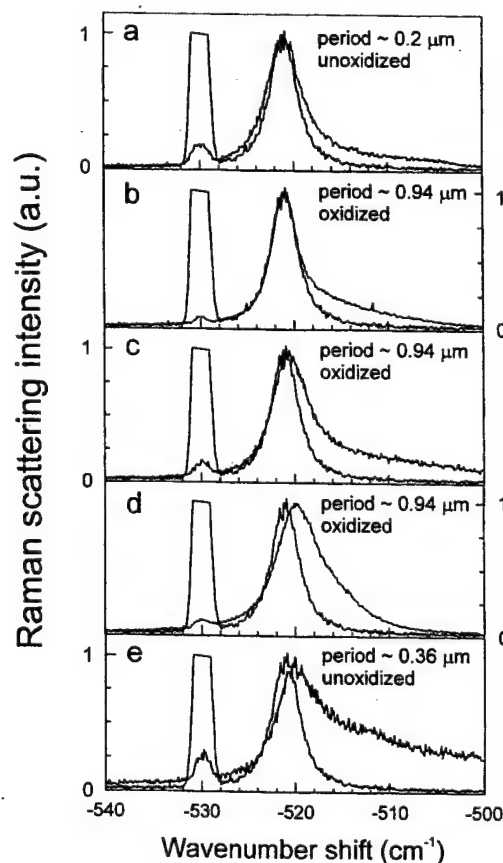 Raman scattering intensity (a.u.)
a
period ~ 0.2 µm
unoxidized
1
0
b
period ~ 0.94 µm
oxidized
1
0
c
period ~ 0.94 µm
oxidized
1
0
d
period ~ 0.94 µm
oxidized
1
0
e
period ~ 0.36 µm
unoxidized
1
0
-540 -530 -520 -510 -500
Wavenumber shift (cm⁻¹)